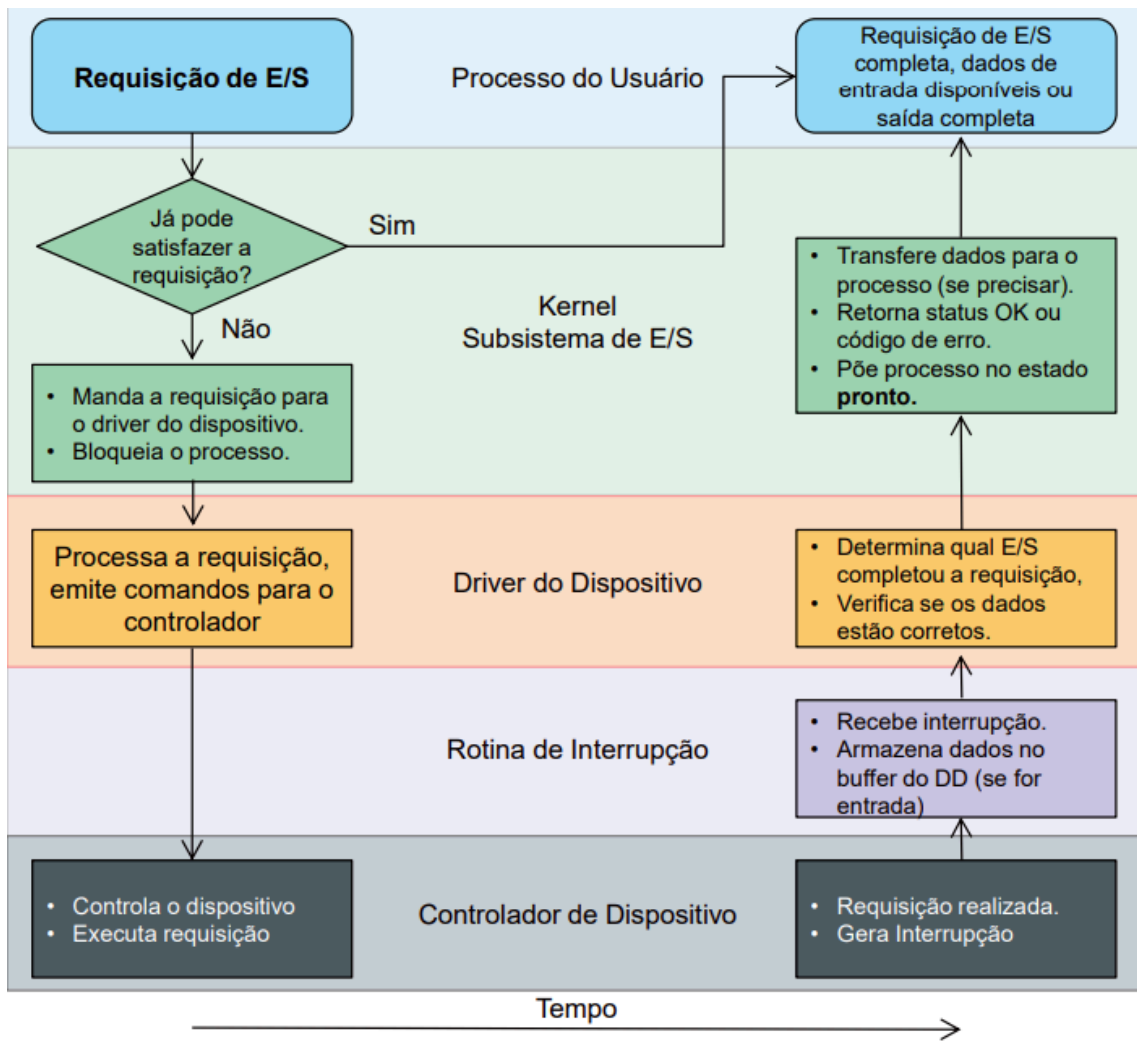 Requisição de E/S
Processo do Usuário
Requisição de E/S
completa, dados de
entrada disponíveis ou
saída completa
Já pode
satisfazer a
requisição?
Sim
Não
Kernel
Subsistema de E/S
• Transfere dados para o
processo (se precisar).
• Retorna status OK ou
código de erro.
• Põe processo no estado
pronto.
• Manda a requisição para
o driver do dispositivo.
• Bloqueia o processo.
Processa a requisição,
emite comandos para o
controlador
Driver do Dispositivo
• Determina qual E/S
completou a requisição,
• Verifica se os dados
estão corretos.
Rotina de Interrupção
• Recebe interrupção.
• Armazena dados no
buffer do DD (se for
entrada)
• Controla o dispositivo
• Executa requisição
Controlador de Dispositivo
• Requisição realizada.
• Gera Interrupção
Tempo